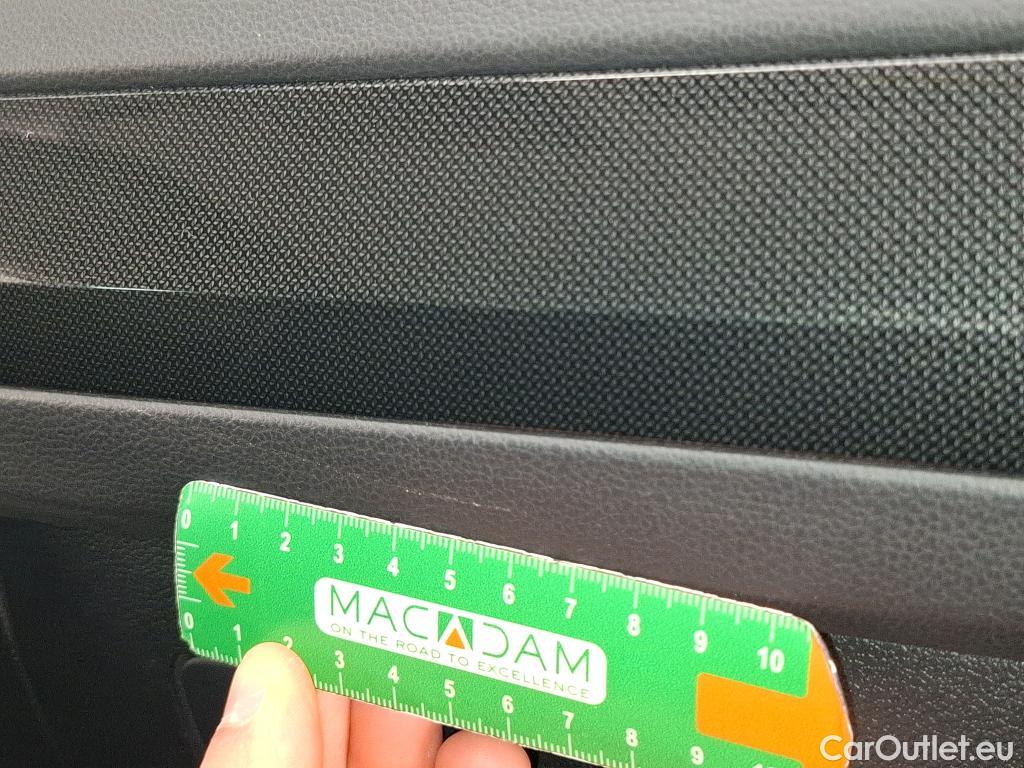 0 1 2 3 4 5 6 7 8 9 10
MACADAM
ON THE ROAD TO EXCELLENCE
0 1 2 3 4 5 6 7 8 9
CarOutlet.eu